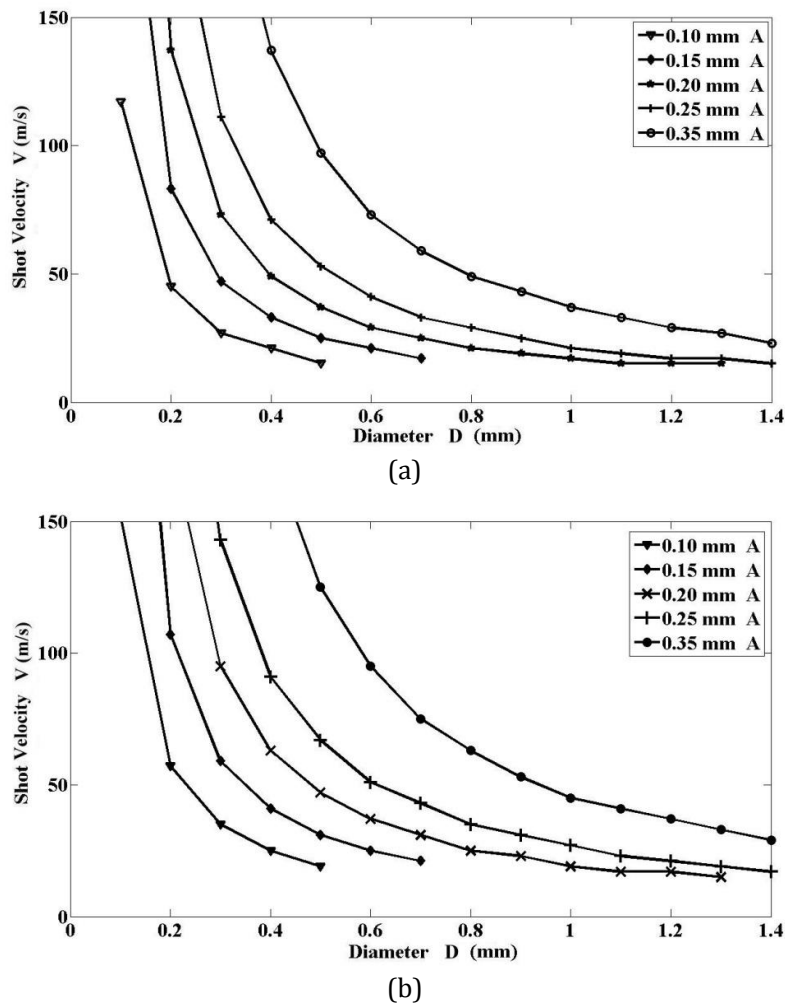 150
100
50
0
Shot Velocity V (m/s)
0.10 mm A
0.15 mm A
0.20 mm A
0.25 mm A
0.35 mm A
0 0.2 0.4 0.6 0.8 1 1.2 1.4
Diameter D (mm)
(a)
150
100
50
0
Shot Velocity V (m/s)
0.10 mm A
0.15 mm A
0.20 mm A
0.25 mm A
0.35 mm A
0 0.2 0.4 0.6 0.8 1 1.2 1.4
Diameter D (mm)
(b)